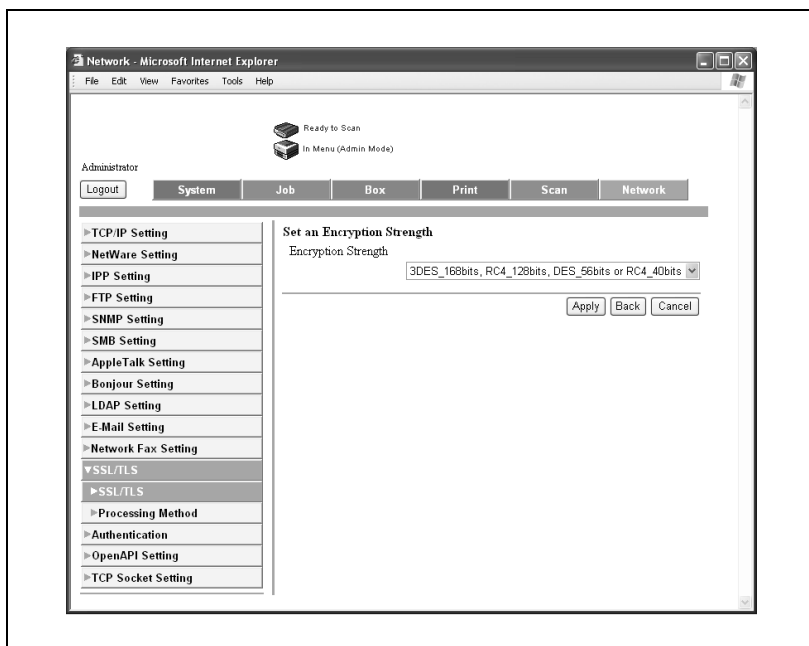 Network - Microsoft Internet Explorer
File Edit View Favorites Tools Help
Ready to Scan
In Menu (Admin Mode)
Administrator
Logout System Job Box Print Scan Network
TCP/IP Setting
NetWare Setting
IPP Setting
FTP Setting
SNMP Setting
SMB Setting
AppleTalk Setting
Bonjour Setting
LDAP Setting
E-Mail Setting
Network Fax Setting
SSL/TLS
SSL/TLS
Processing Method
Authentication
OpenAPI Setting
TCP Socket Setting
Set an Encryption Strength
Encryption Strength
3DES_168bits, RC4_128bits, DES_56bits or RC4_40bits
Apply Back Cancel